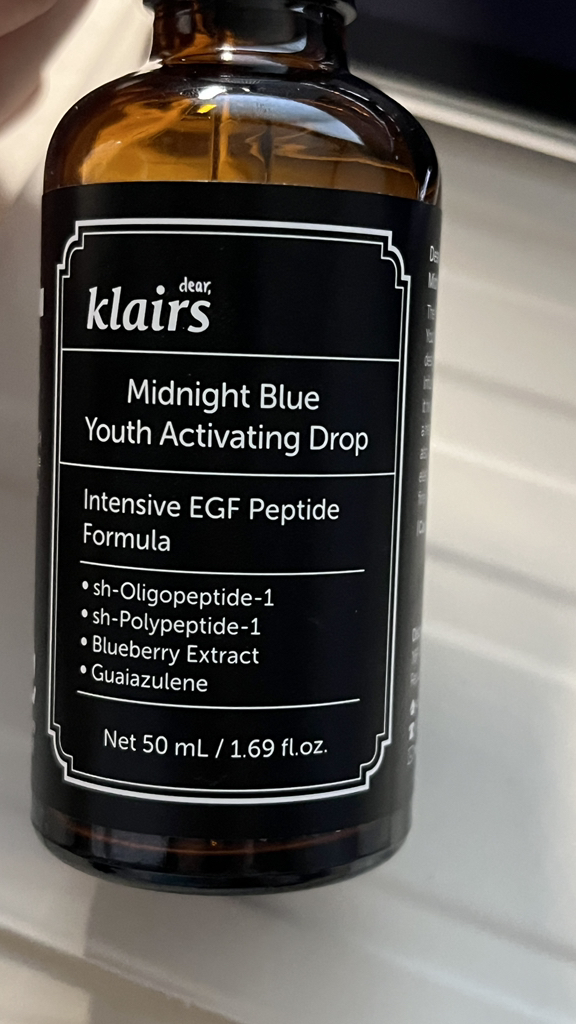 dear,
klairs
Midnight Blue
Youth Activating Drop
Intensive EGF Peptide
Formula
• sh-Oligopeptide-1
• sh-Polypeptide-1
• Blueberry Extract
• Guaiazulene
Net 50 mL / 1.69 fl.oz.